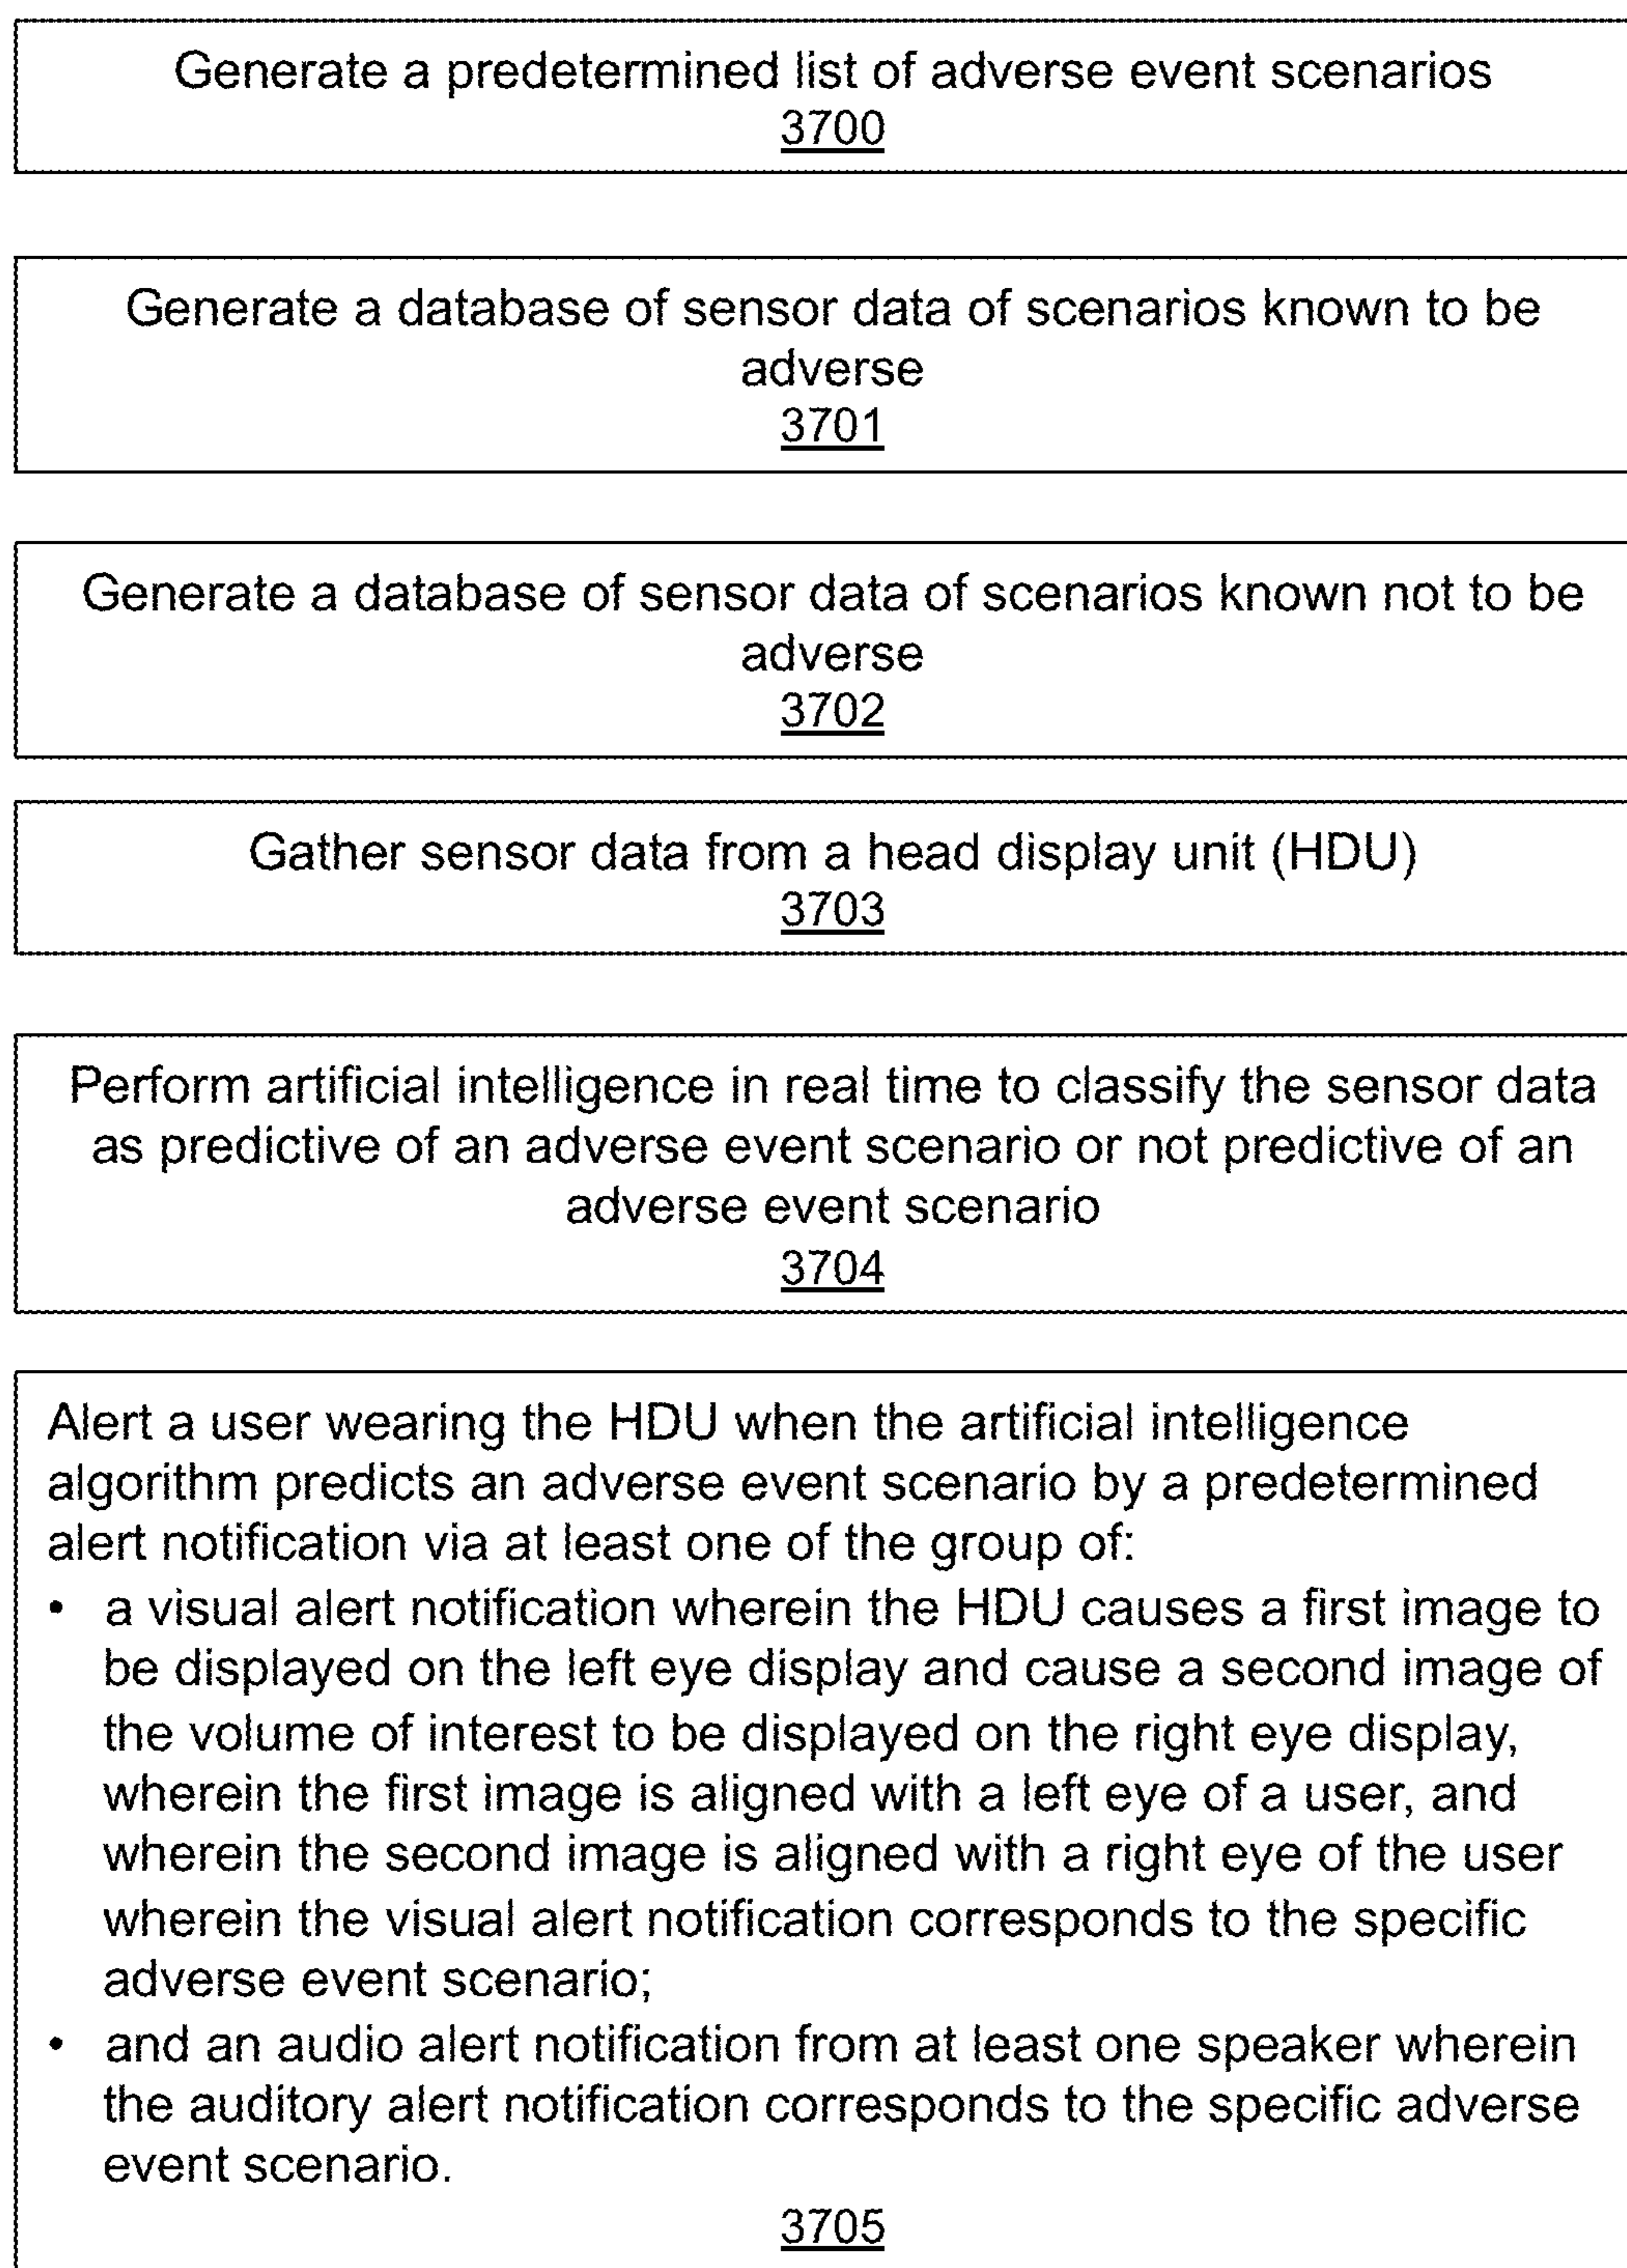 Generate a predetermined list of adverse event scenarios
3700
Generate a database of sensor data of scenarios known to be
adverse
3701
Generate a database of sensor data of scenarios known not to be
adverse
3702
Gather sensor data from a head display unit (HDU)
3703
Perform artificial intelligence in real time to classify the sensor data
as predictive of an adverse event scenario or not predictive of an
adverse event scenario
3704
Alert a user wearing the HDU when the artificial intelligence
algorithm predicts an adverse event scenario by a predetermined
alert notification via at least one of the group of:
• a visual alert notification wherein the HDU causes a first image to
be displayed on the left eye display and cause a second image of
the volume of interest to be displayed on the right eye display,
wherein the first image is aligned with a left eye of a user, and
wherein the second image is aligned with a right eye of the user
wherein the visual alert notification corresponds to the specific
adverse event scenario;
• and an audio alert notification from at least one speaker wherein
the auditory alert notification corresponds to the specific adverse
event scenario.
3705